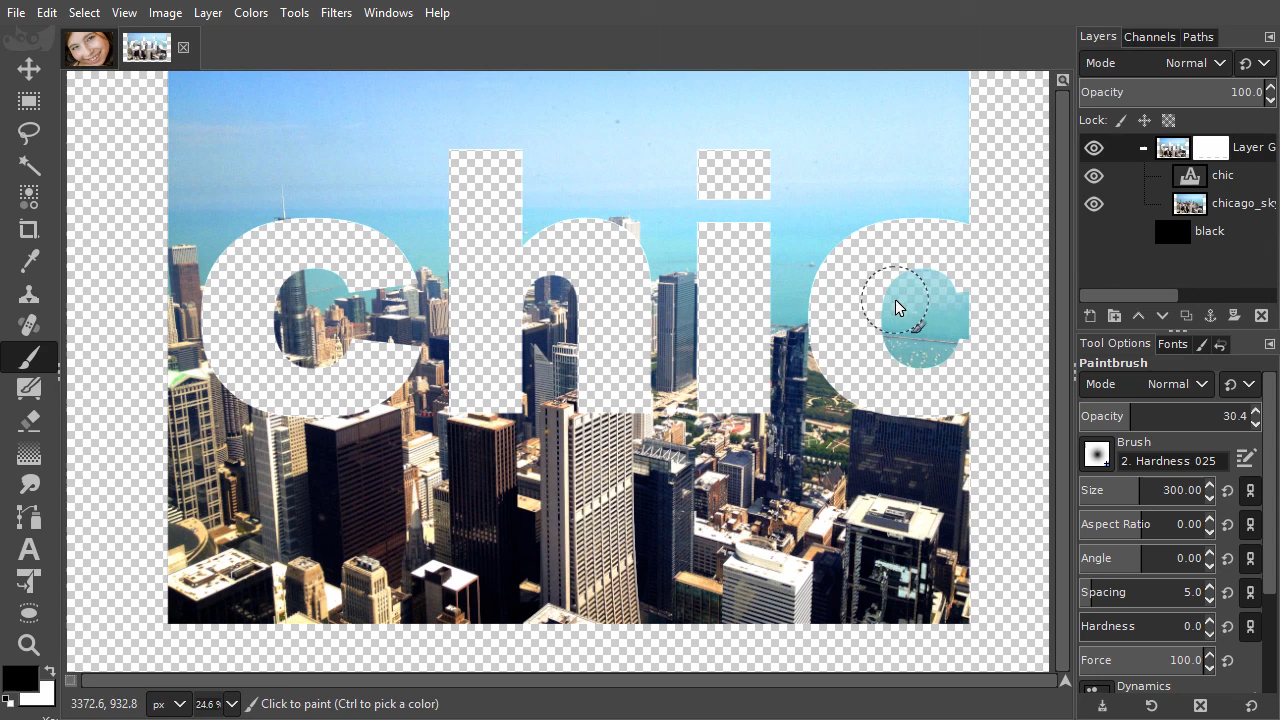 File Edit Select View Image Layer Colors Tools Filters Windows Help
Layers Channels Paths
Mode Normal
Opacity 100.0
Lock:
Layer G
chic
chicago_sky
black
chic
Tool Options Fonts
Paintbrush
Mode Normal
Opacity 30.4
Brush
2. Hardness 025
Size 300.00
Aspect Ratio 0.00
Angle 0.00
Spacing 5.0
Hardness 0.0
Force 100.0
Dynamics
3372.6, 932.8 px 24.6 % Click to paint (Ctrl to pick a color)